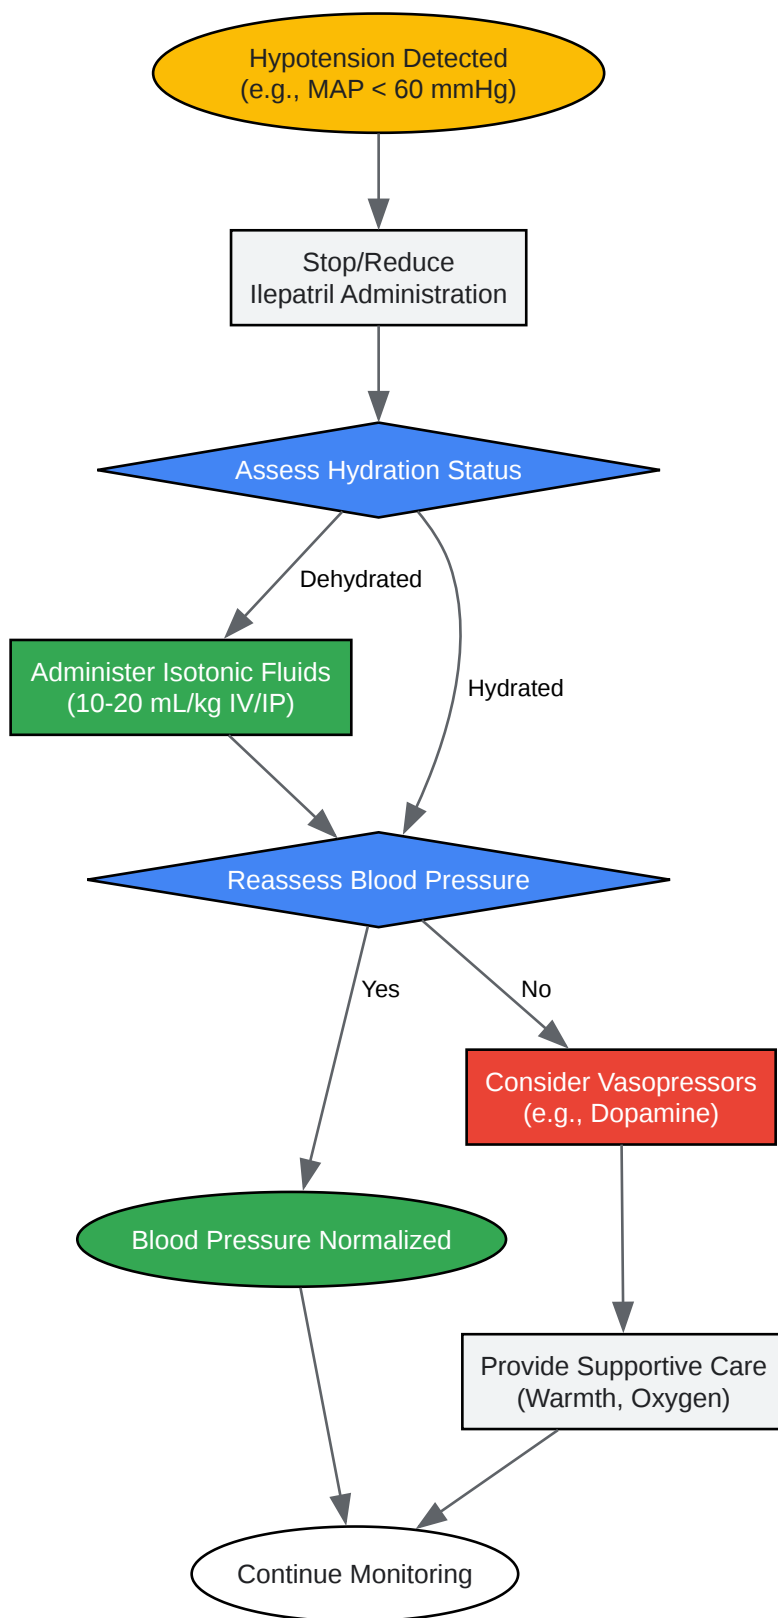 Hypotension Detected
(e.g., MAP < 60 mmHg)
Stop/Reduce
Ilepatril Administration
Assess Hydration Status
Dehydrated
Administer Isotonic Fluids
(10-20 mL/kg IV/IP)
Hydrated
Reassess Blood Pressure
Yes
No
Consider Vasopressors
(e.g., Dopamine)
Blood Pressure Normalized
Provide Supportive Care
(Warmth, Oxygen)
Continue Monitoring